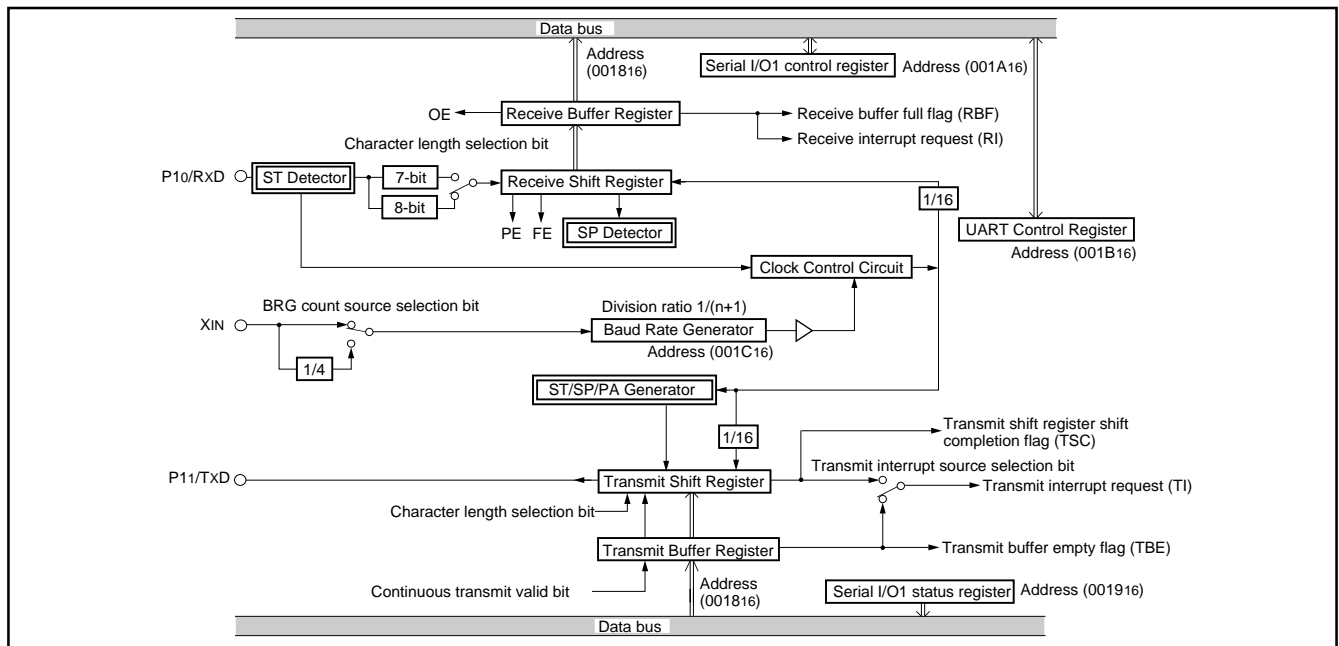 Data bus
Address
(001816)
Serial I/O1 control register
Address (001A16)
OE
Receive Buffer Register
Receive buffer full flag (RBF)
Receive interrupt request (RI)
Character length selection bit
P10/RXD
ST Detector
7-bit
8-bit
Receive Shift Register
1/16
PE
FE
SP Detector
UART Control Register
Address (001B16)
Clock Control Circuit
BRG count source selection bit
Division ratio 1/(n+1)
XIN
Baud Rate Generator
Address (001C16)
1/4
ST/SP/PA Generator
1/16
Transmit shift register shift
completion flag (TSC)
Transmit interrupt source selection bit
P11/TXD
Transmit Shift Register
Transmit interrupt request (TI)
Character length selection bit
Transmit Buffer Register
Transmit buffer empty flag (TBE)
Continuous transmit valid bit
Address
(001816)
Serial I/O1 status register
Address (001916)
Data bus